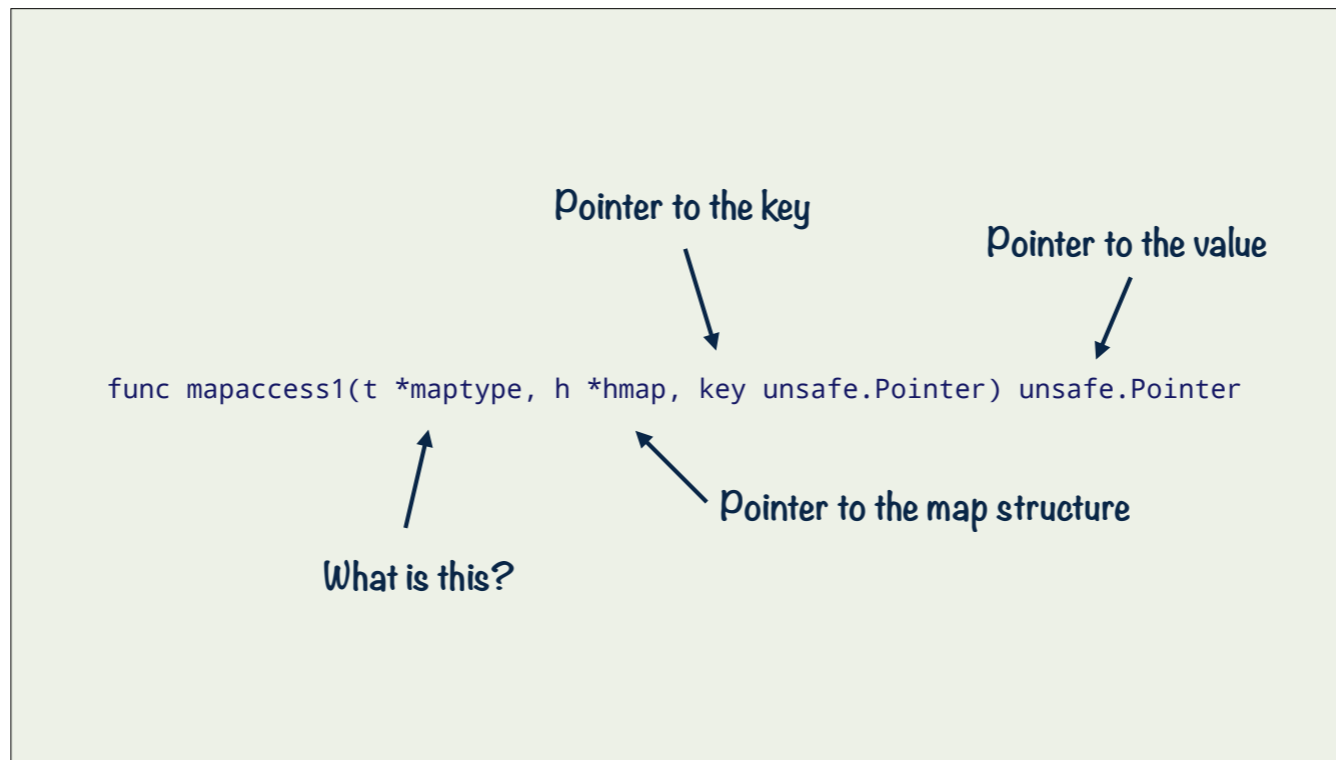 Pointer to the key
Pointer to the value
func mapaccess1(t *maptype, h *hmap, key unsafe.Pointer) unsafe.Pointer
Pointer to the map structure
What is this?